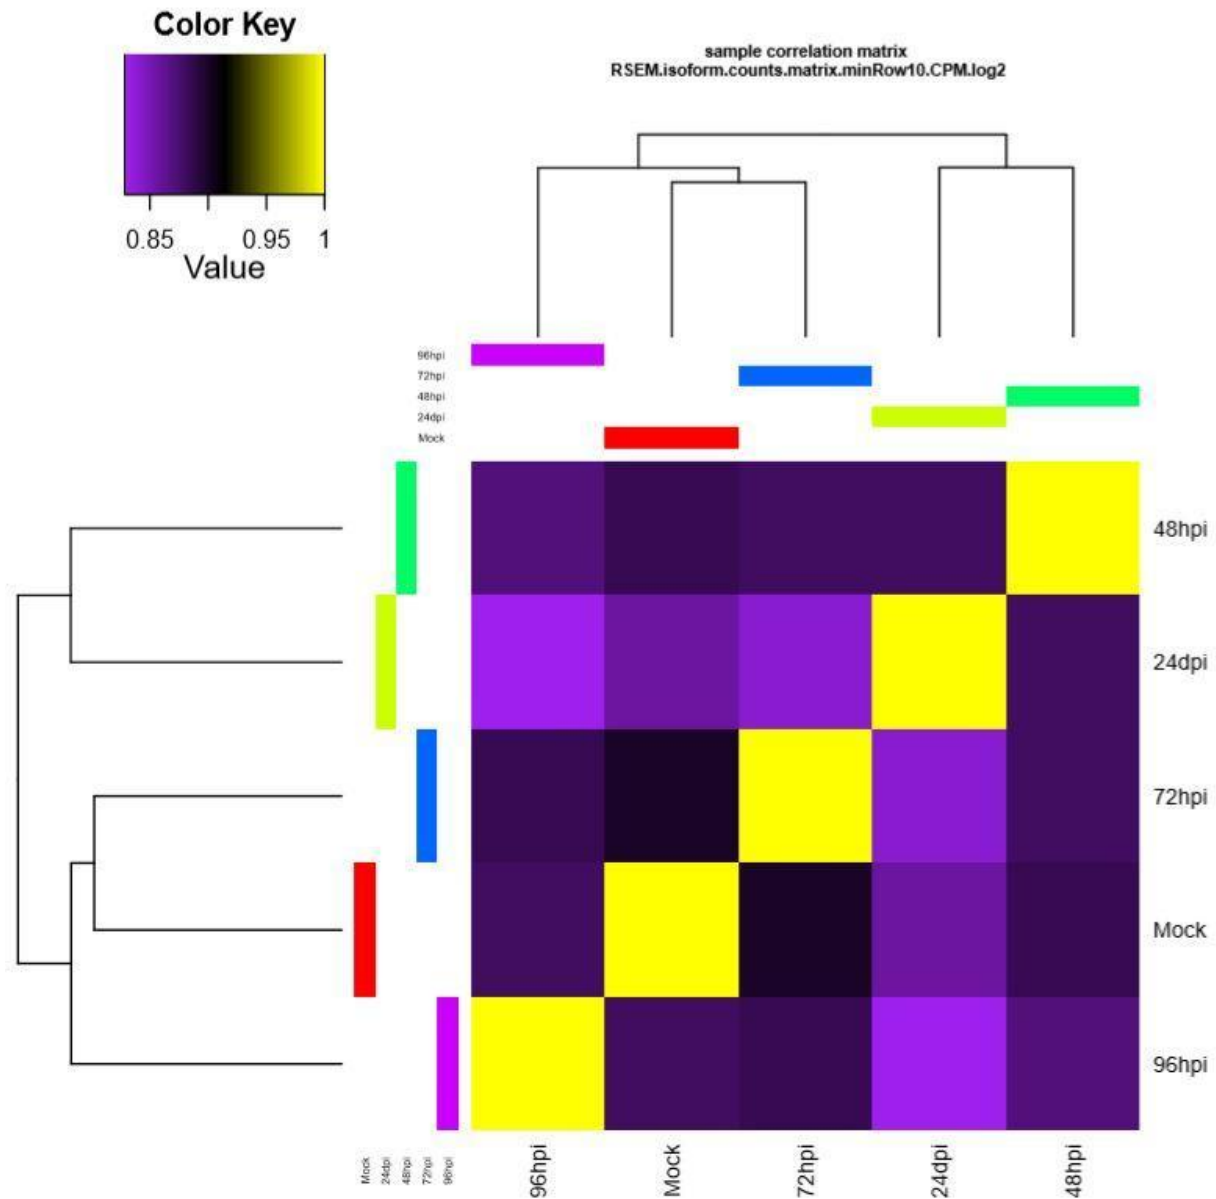 Color Key
0.85 0.95 1
Value
sample correlation matrix
RSEM.isoform.counts.matrix.minRow10.CPM.log2
96hpi
72hpi
48hpi
24dpi
Mock
48hpi
24dpi
72hpi
Mock
96hpi
Mock 24dpi 48hpi 72hpi 96hpi
96hpi Mock 72hpi 24dpi 48hpi